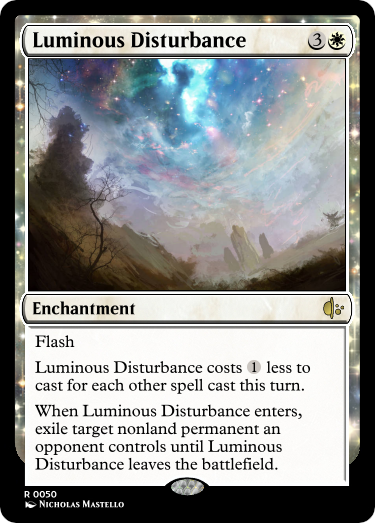 Luminous Disturbance 3
Enchantment
Flash
Luminous Disturbance costs 1 less to
cast for each other spell cast this turn.
When Luminous Disturbance enters,
exile target nonland permanent an
opponent controls until Luminous
Disturbance leaves the battlefield.
R 0050
Nicholas Mastello